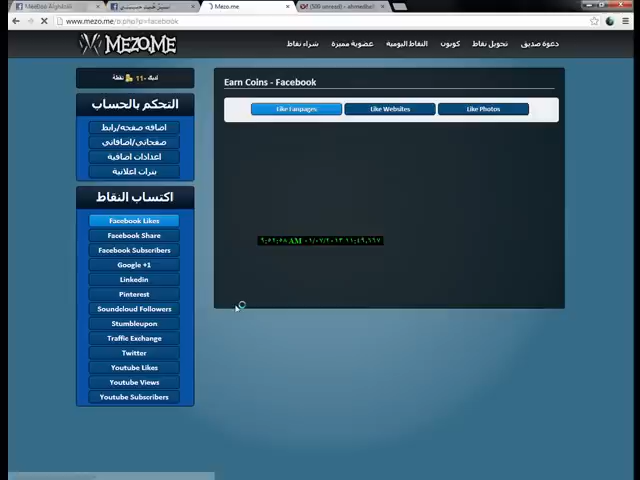 Mezo.me
www.mezo.me/p.php?p=facebook
MEZO.ME
دعوة صديق
تحويل نقاط
كوبون
النقاط اليومية
عضوية مميزة
شراء نقاط
لديك -11 نقطة
التحكم بالحساب
اضافه صفحه/رابط
صفحاتي/اضافاتي
اعدادات اضافية
بنرات اعلانية
اكتساب النقاط
Facebook Likes
Facebook Share
Facebook Subscribers
Google +1
Linkedin
Pinterest
Soundcloud Followers
Stumbleupon
Traffic Exchange
Twitter
Youtube Likes
Youtube Views
Youtube Subscribers
Earn Coins - Facebook
Like Fanpages
Like Websites
Like Photos